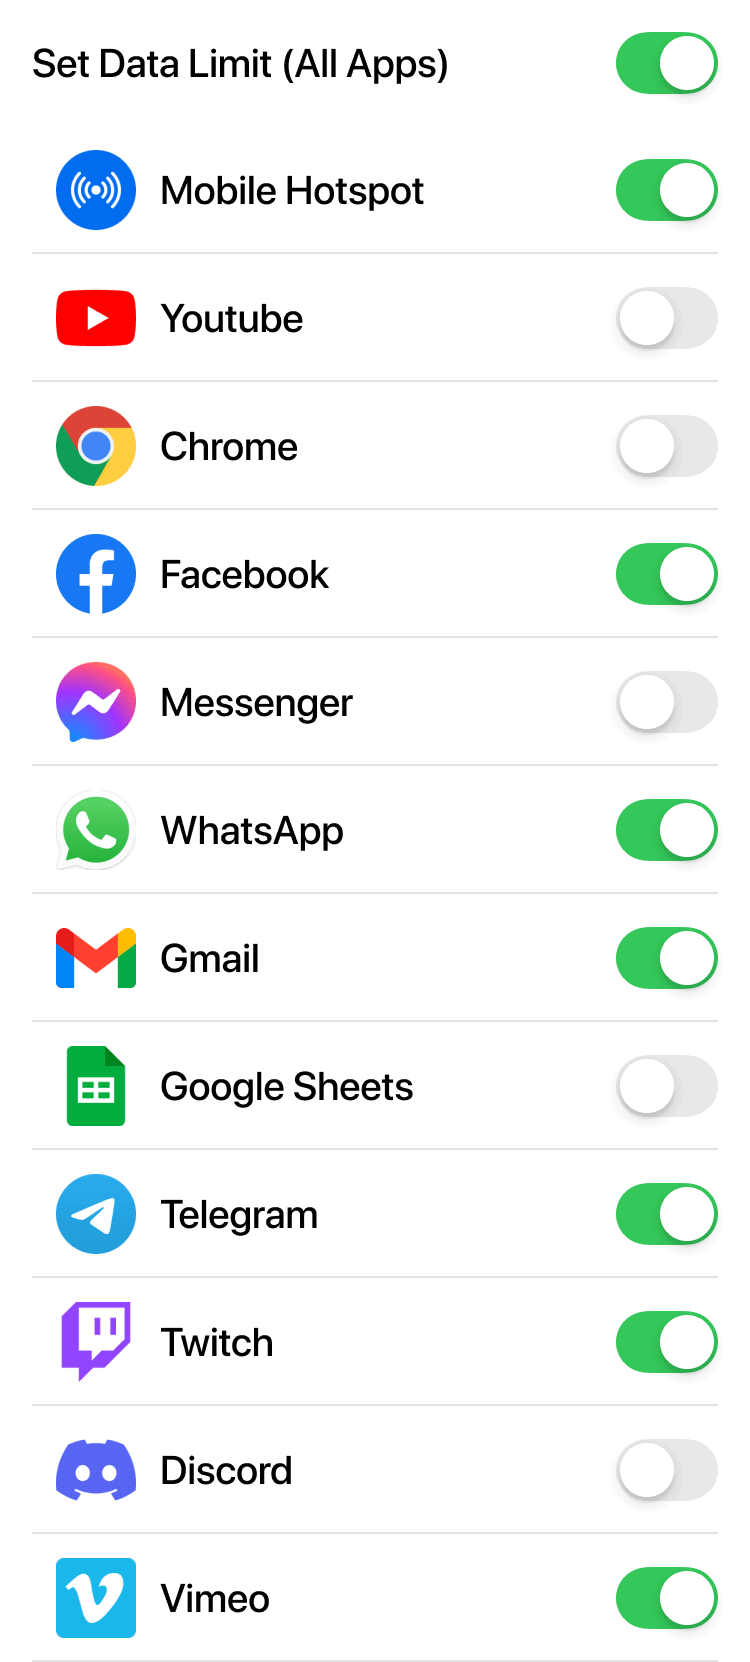 Set Data Limit (All Apps)
Mobile Hotspot
Youtube
Chrome
Facebook
Messenger
WhatsApp
Gmail
Google Sheets
Telegram
Twitch
Discord
Vimeo